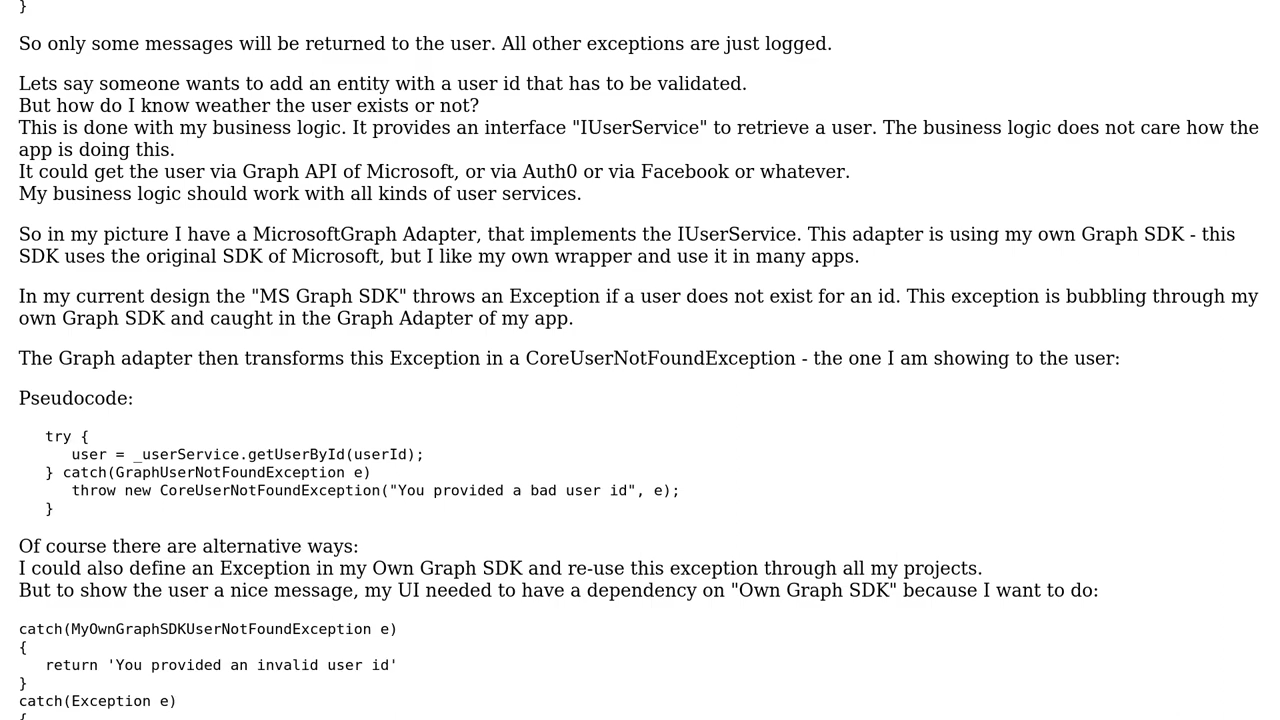 }
So only some messages will be returned to the user. All other exceptions are just logged.
Lets say someone wants to add an entity with a user id that has to be validated.
But how do I know weather the user exists or not?
This is done with my business logic. It provides an interface "IUserService" to retrieve a user. The business logic does not care how the
app is doing this.
It could get the user via Graph API of Microsoft, or via Auth0 or via Facebook or whatever.
My business logic should work with all kinds of user services.
So in my picture I have a MicrosoftGraph Adapter, that implements the IUserService. This adapter is using my own Graph SDK - this
SDK uses the original SDK of Microsoft, but I like my own wrapper and use it in many apps.
In my current design the "MS Graph SDK" throws an Exception if a user does not exist for an id. This exception is bubbling through my
own Graph SDK and caught in the Graph Adapter of my app.
The Graph adapter then transforms this Exception in a CoreUserNotFoundException - the one I am showing to the user:
Pseudocode:
   try {
      user = _userService.getUserById(userId);
   } catch(GraphUserNotFoundException e)
      throw new CoreUserNotFoundException("You provided a bad user id", e);
   }
Of course there are alternative ways:
I could also define an Exception in my Own Graph SDK and re-use this exception through all my projects.
But to show the user a nice message, my UI needed to have a dependency on "Own Graph SDK" because I want to do:
catch(MyOwnGraphSDKUserNotFoundException e)
{
   return 'You provided an invalid user id'
}
catch(Exception e)
{